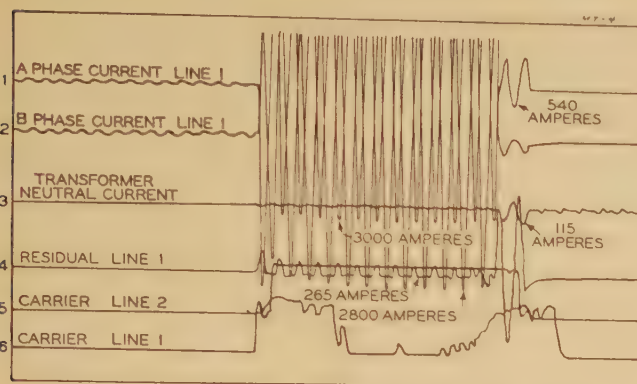 1 A PHASE CURRENT LINE 1
540
AMPERES
2 B PHASE CURRENT LINE 1
TRANSFORMER
3 NEUTRAL CURRENT
3000 AMPERES
115
AMPERES
4 RESIDUAL LINE 1
265 AMPERES
5 CARRIER LINE 2
2800 AMPERES
6 CARRIER LINE 1